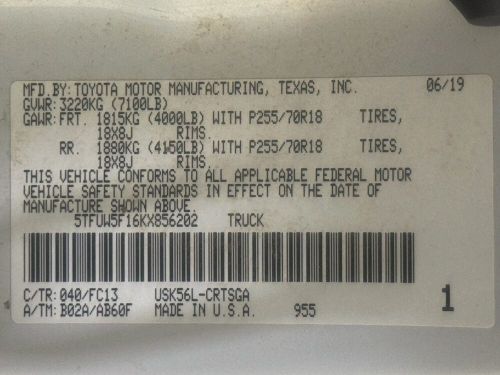 MFD.BY:TOYOTA MOTOR MANUFACTURING, TEXAS, INC. 06/19
GVWR:3220KG (7100LB)
GAWR:FRT. 1815KG (4000LB) WITH P255/70R18 TIRES,
18X8J RIMS.
RR. 1880KG (4150LB) WITH P255/70R18 TIRES,
18X8J RIMS.
THIS VEHICLE CONFORMS TO ALL APPLICABLE FEDERAL MOTOR
VEHICLE SAFETY STANDARDS IN EFFECT ON THE DATE OF
MANUFACTURE SHOWN ABOVE.
5TFUW5F16KX856202 TRUCK
C/TR:040/FC13 USK56L-CRTSGA
A/TM:B02A/AB60F MADE IN U.S.A. 955 1